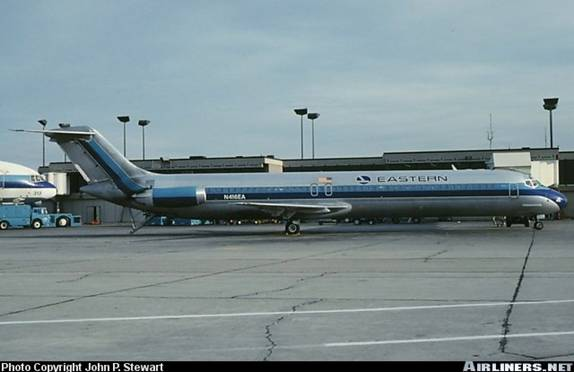 EASTERN
N416EA
Photo Copyright John P. Stewart
AIRLINERS.NET